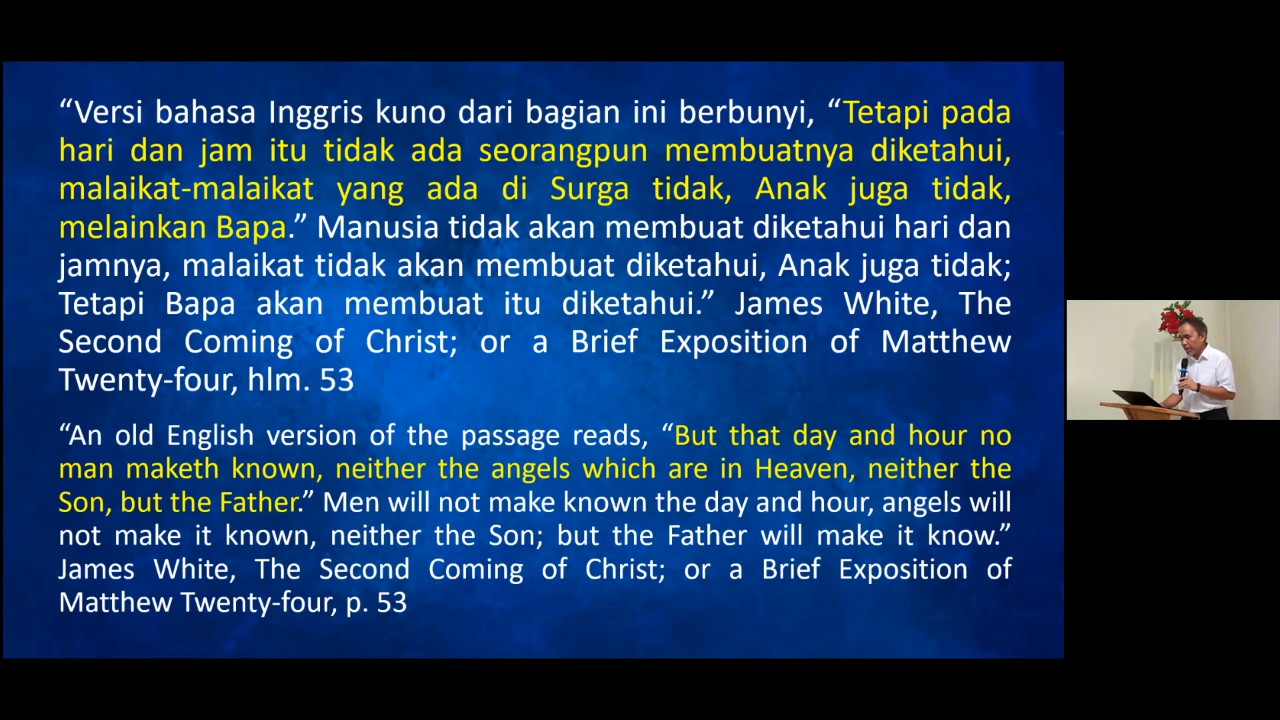 “Versi bahasa Inggris kuno dari bagian ini berbunyi, “Tetapi pada
hari dan jam itu tidak ada seorangpun membuatnya diketahui,
malaikat-malaikat yang ada di Surga tidak, Anak juga tidak,
melainkan Bapa.” Manusia tidak akan membuat diketahui hari dan
jamnya, malaikat tidak akan membuat diketahui, Anak juga tidak;
Tetapi Bapa akan membuat itu diketahui.” James White, The
Second Coming of Christ; or a Brief Exposition of Matthew
Twenty-four, hlm. 53
“An old English version of the passage reads, “But that day and hour no
man maketh known, neither the angels which are in Heaven, neither the
Son, but the Father.” Men will not make known the day and hour, angels will
not make it known, neither the Son; but the Father will make it know.”
James White, The Second Coming of Christ; or a Brief Exposition of
Matthew Twenty-four, p. 53